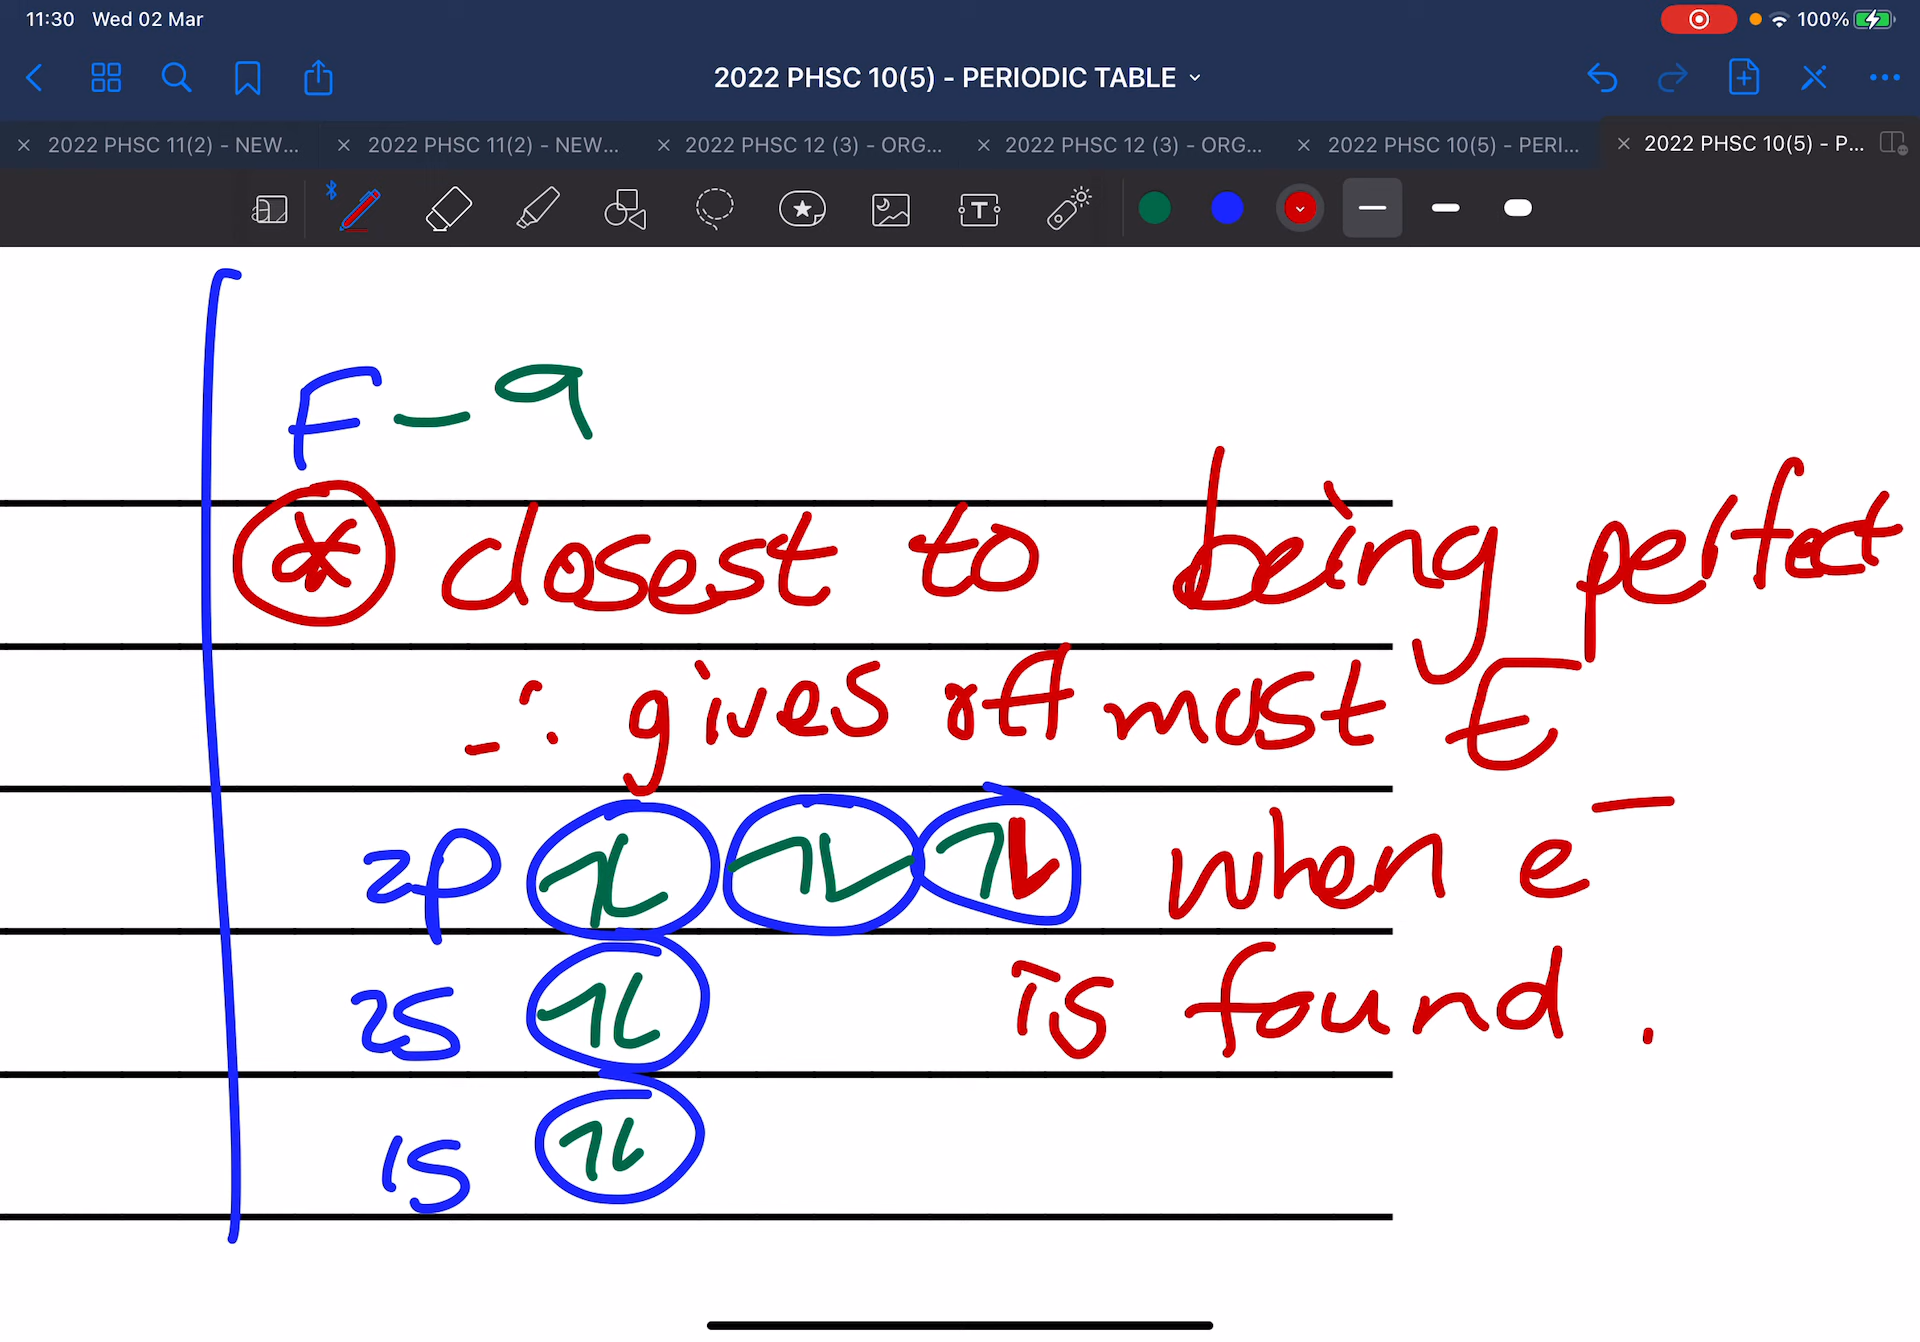 11:30 Wed 02 Mar 100%
2022 PHSC 10(5) - PERIODIC TABLE
2022 PHSC 11(2) - NEW... 2022 PHSC 11(2) - NEW... 2022 PHSC 12 (3) - ORG... 2022 PHSC 12 (3) - ORG... 2022 PHSC 10(5) - PERI... 2022 PHSC 10(5) - P...
T
F - 9
* closest to being perfect
∴ gives off most E
2p ↑↓ ↑↓ ↑↓ when e⁻
2s ↑↓ is found.
1s ↑↓